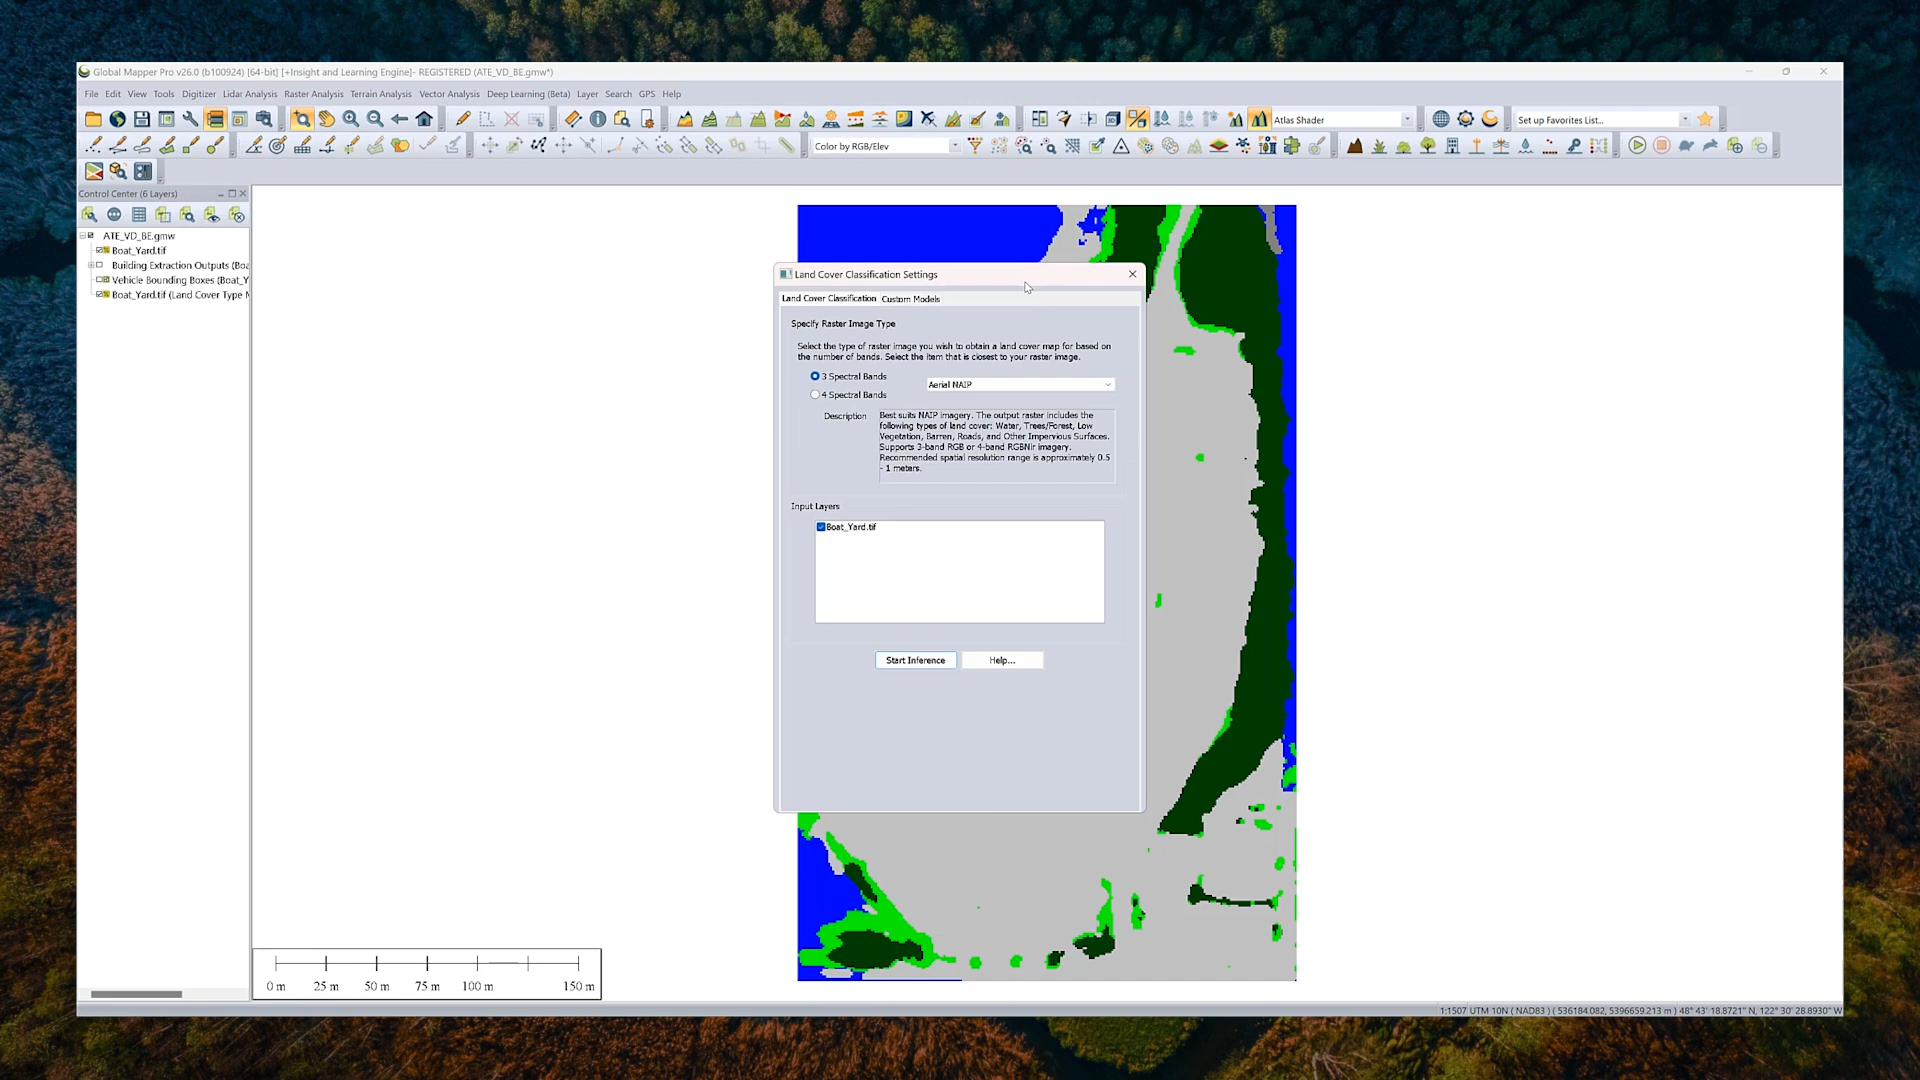 Global Mapper Pro v26.0 (b100924) [64-bit] [+Insight and Learning Engine]- REGISTERED (ATE_VD_BE.gmw*)
File Edit View Tools Digitizer Lidar Analysis Raster Analysis Terrain Analysis Vector Analysis Deep Learning (Beta) Layer Search GPS Help
Atlas Shader
Set up Favorites List...
Color by RGB/Elev
Control Center (6 Layers)
ATE_VD_BE.gmw
Boat_Yard.tif
Building Extraction Outputs (Boa
Vehicle Bounding Boxes (Boat_Y
Boat_Yard.tif (Land Cover Type M
Land Cover Classification Settings
Land Cover Classification Custom Models
Specify Raster Image Type
Select the type of raster image you wish to obtain a land cover map for based on
the number of bands. Select the item that is closest to your raster image.
3 Spectral Bands
Aerial NAIP
4 Spectral Bands
Description
Best suits NAIP imagery. The output raster includes the
following types of land cover: Water, Trees/Forest, Low
Vegetation, Barren, Roads, and Other Impervious Surfaces.
Supports 3-band RGB or 4-band RGBNir imagery.
Recommended spatial resolution range is approximately 0.5
- 1 meters.
Input Layers
Boat_Yard.tif
Start Inference
Help...
0 m 25 m 50 m 75 m 100 m 150 m
1:1507 UTM 10N ( NAD83 ) ( 536184.082, 5396659.213 m ) 48° 43' 18.8721" N, 122° 30' 28.8930" W